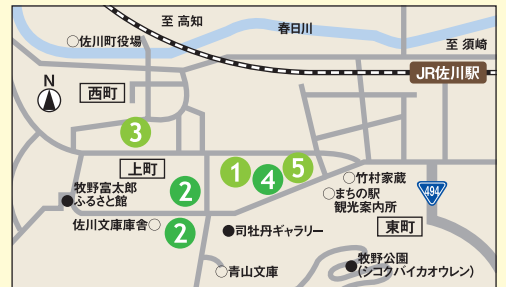 至 高知
春日川
佐川町役場
至 須崎
JR佐川駅
N
西町
3
上町
1
5
4
2
竹村家蔵
494
牧野富太郎
ふるさと館
まちの駅
観光案内所
佐川文庫庫舎
2
司牡丹ギャラリー
東町
牧野公園
(シコクバイカオウレン)
青山文庫